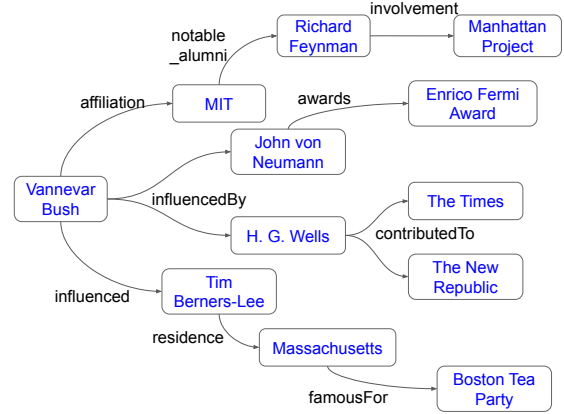 notable
_alumni
Richard
Feynman
involvement
Manhattan
Project
affiliation
MIT
awards
Enrico Fermi
Award
John von
Neumann
Vannevar
Bush
influencedBy
H. G. Wells
The Times
contributedTo
The New
Republic
influenced
Tim
Berners-Lee
residence
Massachusetts
famousFor
Boston Tea
Party